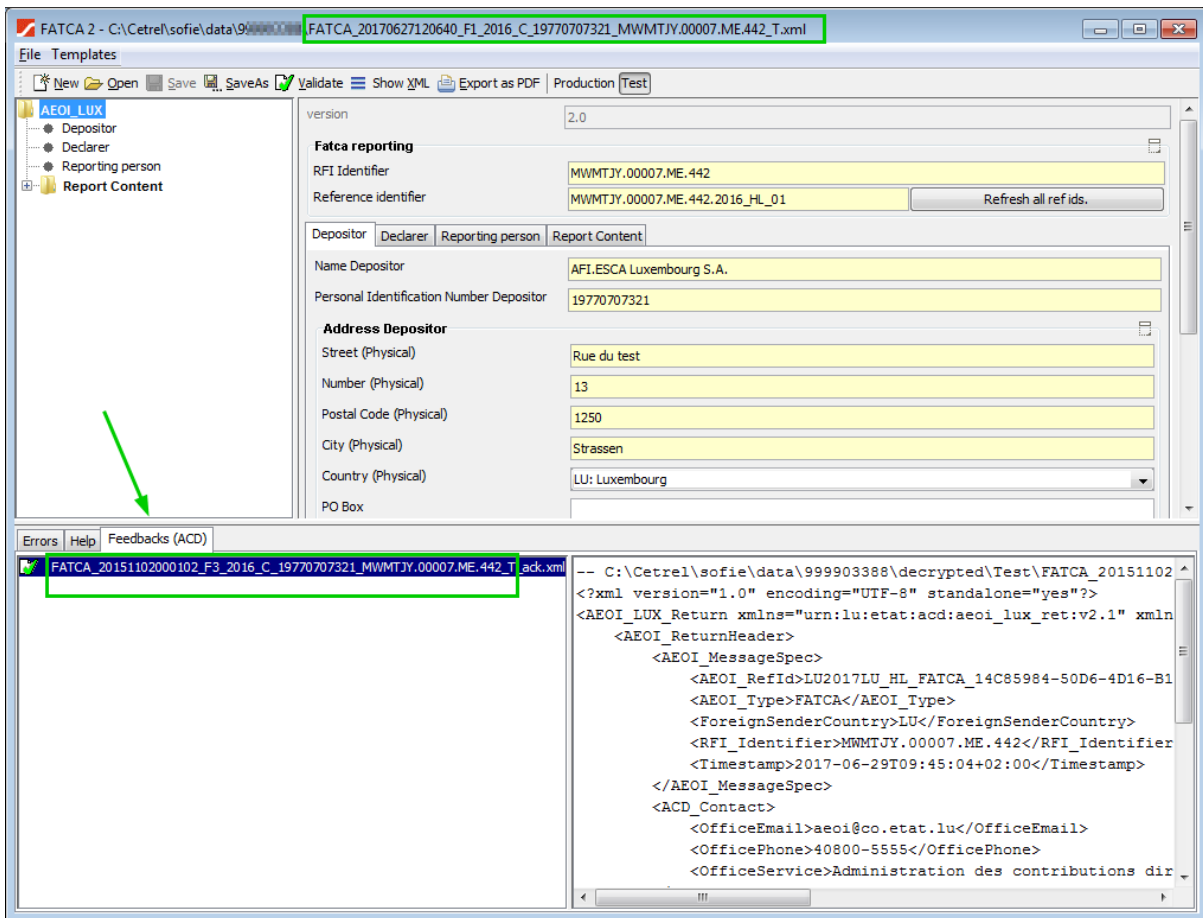 FATCA 2 - C:\Cetrel\sofie\data\99 \FATCA_20170627120640_F1_2016_C_19770707321_MWMTJY.00007.ME.442_T.xml
File Templates
New Open Save SaveAs Validate Show XML Export as PDF Production Test
AEOI_LUX
Depositor
Declarer
Reporting person
Report Content
version 2.0
Fatca reporting
RFI Identifier MWMTJY.00007.ME.442
Reference identifier MWMTJY.00007.ME.442.2016_HL_01 Refresh all ref ids.
Depositor Declarer Reporting person Report Content
Name Depositor AFI.ESCA Luxembourg S.A.
Personal Identification Number Depositor 19770707321
Address Depositor
Street (Physical) Rue du test
Number (Physical) 13
Postal Code (Physical) 1250
City (Physical) Strassen
Country (Physical) LU: Luxembourg
PO Box
Errors Help Feedbacks (ACD)
FATCA_20151102000102_F3_2016_C_19770707321_MWMTJY.00007.ME.442_T_ack.xml
-- C:\Cetrel\sofie\data\999903388\decrypted\Test\FATCA_20151102
<?xml version="1.0" encoding="UTF-8" standalone="yes"?>
<AEOI_LUX_Return xmlns="urn:lu:etat:acd:aeoi_lux_ret:v2.1" xmln
<AEOI_ReturnHeader>
<AEOI_MessageSpec>
<AEOI_RefId>LU2017LU_HL_FATCA_14C85984-50D6-4D16-B1
<AEOI_Type>FATCA</AEOI_Type>
<ForeignSenderCountry>LU</ForeignSenderCountry>
<RFI_Identifier>MWMTJY.00007.ME.442</RFI_Identifier
<Timestamp>2017-06-29T09:45:04+02:00</Timestamp>
</AEOI_MessageSpec>
<ACD_Contact>
<OfficeEmail>aeoi@co.etat.lu</OfficeEmail>
<OfficePhone>40800-5555</OfficePhone>
<OfficeService>Administration des contributions dir